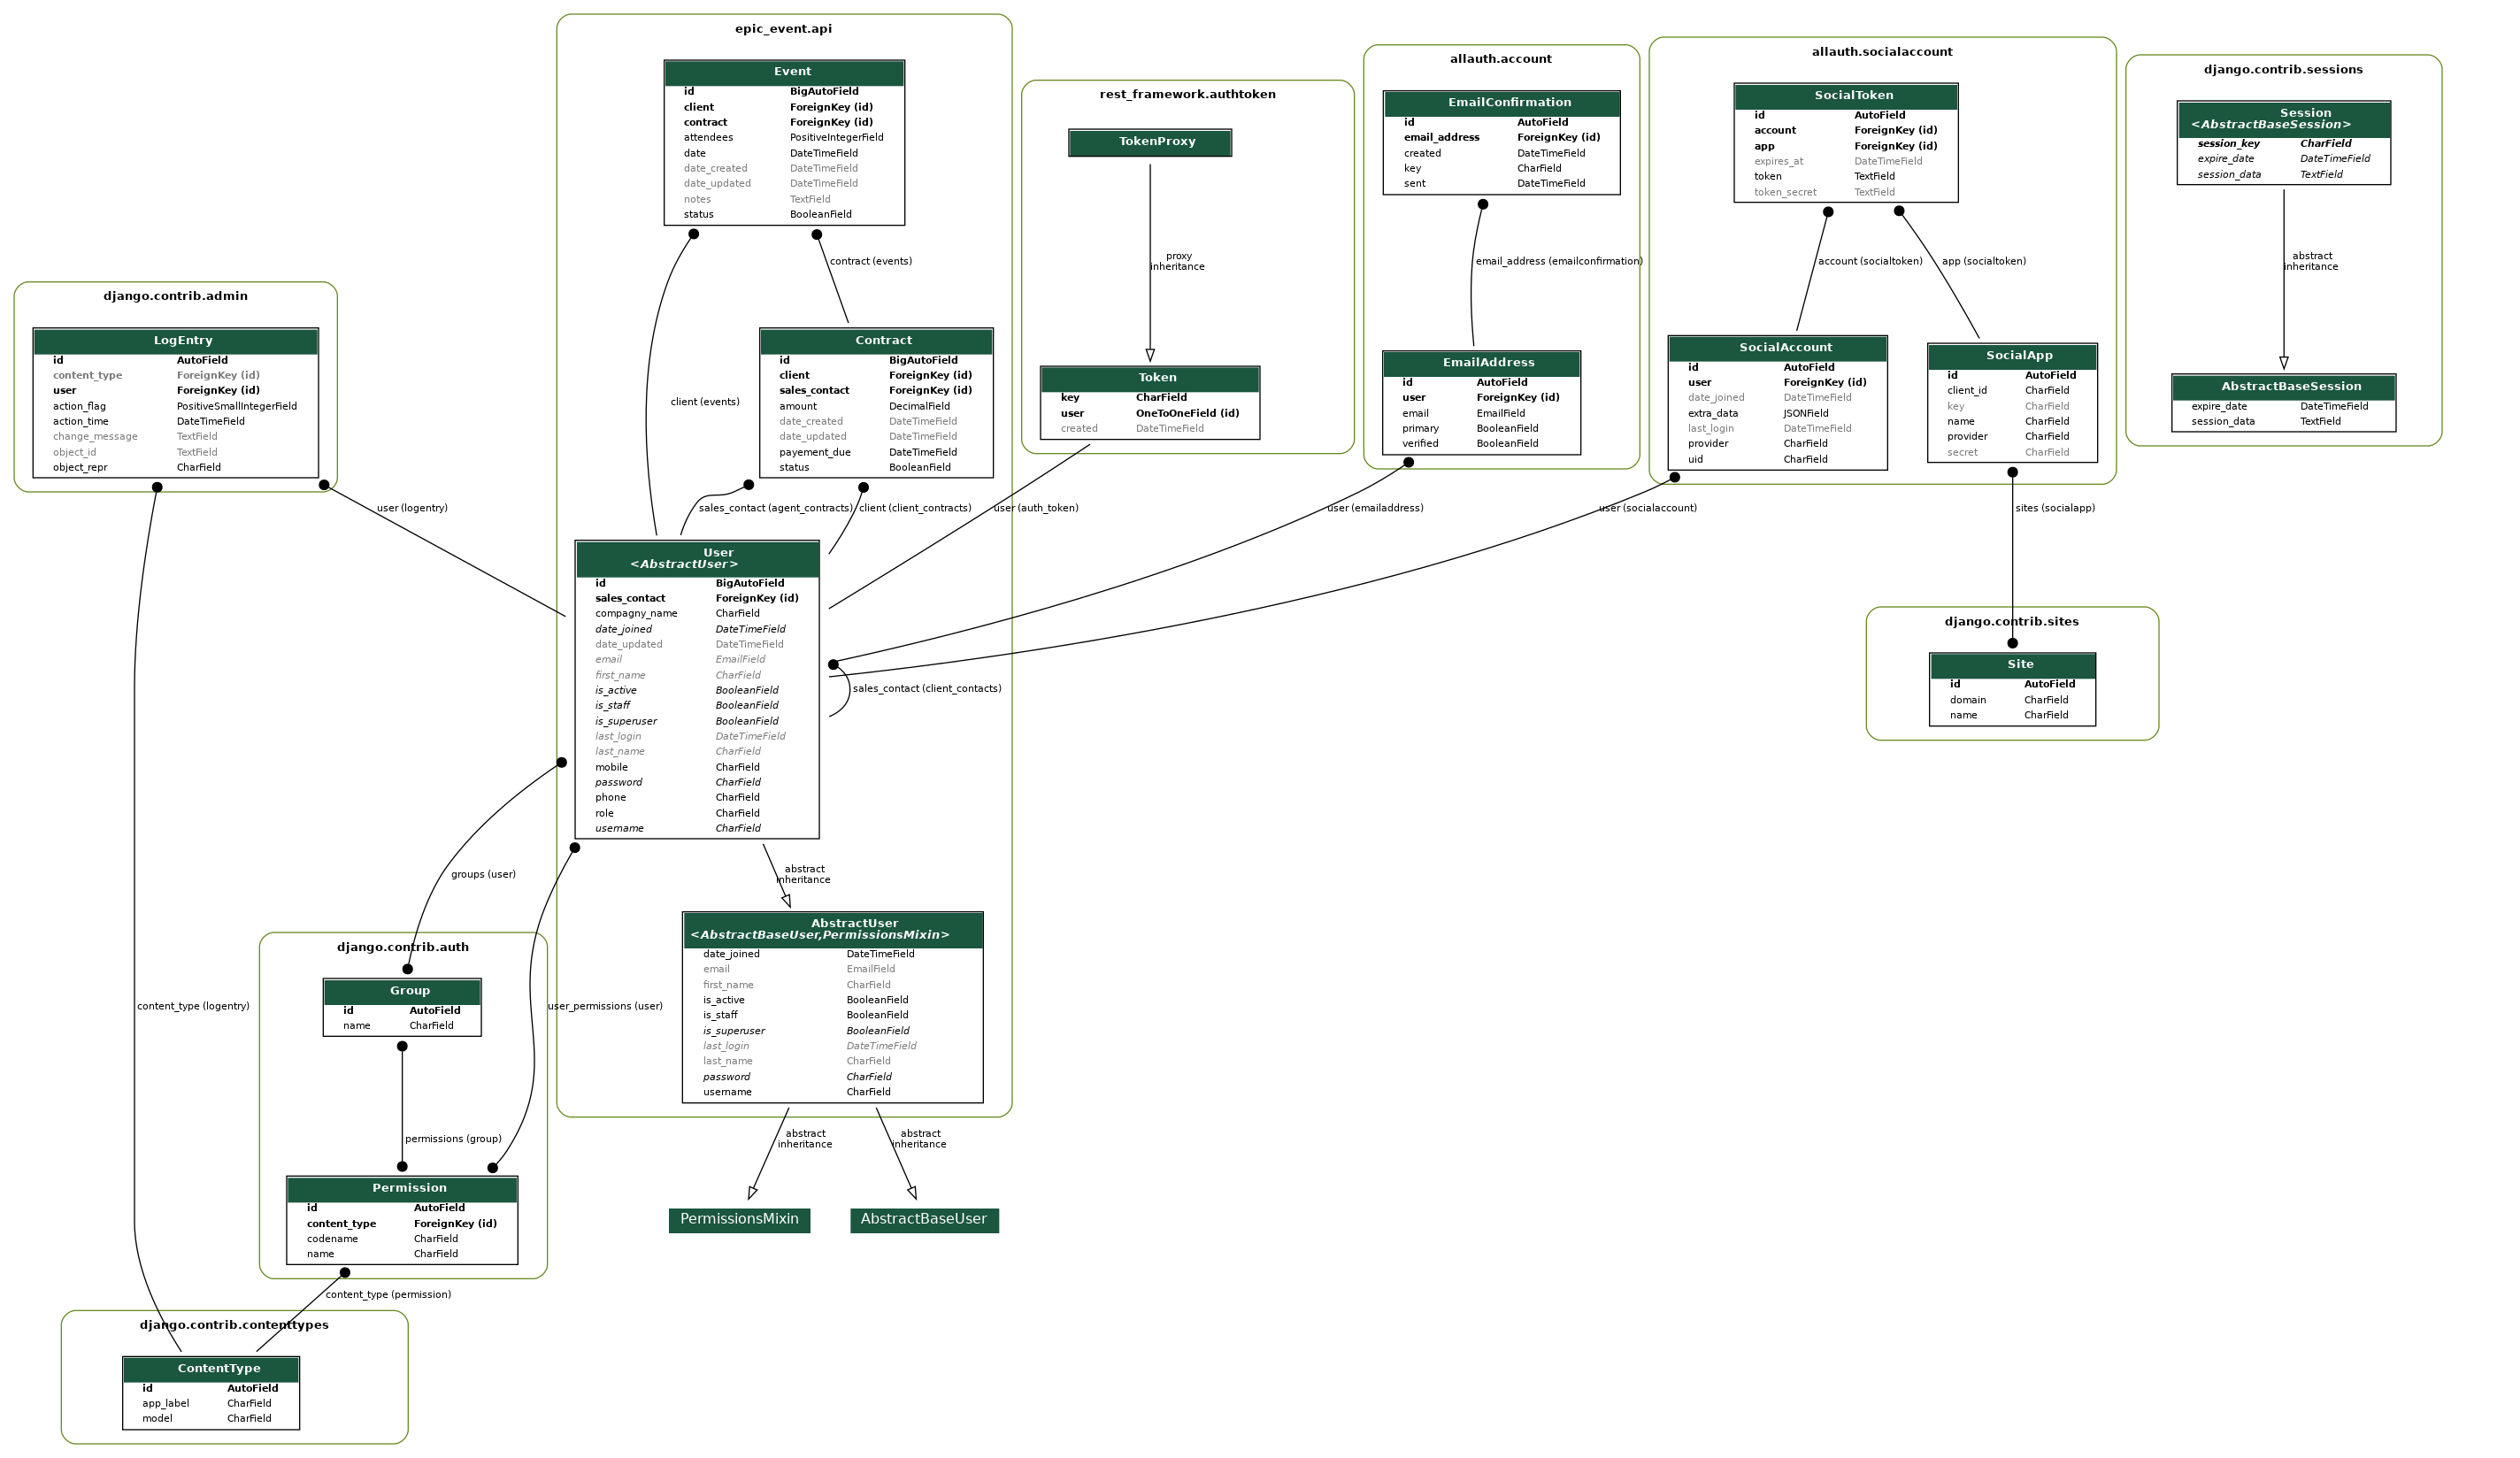 epic_event.api
Event
id BigAutoField
client ForeignKey (id)
contract ForeignKey (id)
attendees PositiveIntegerField
date DateTimeField
date_created DateTimeField
date_updated DateTimeField
notes TextField
status BooleanField
client (events)
contract (events)
Contract
id BigAutoField
client ForeignKey (id)
sales_contact ForeignKey (id)
amount DecimalField
date_created DateTimeField
date_updated DateTimeField
payement_due DateTimeField
status BooleanField
sales_contact (agent_contracts)
client (client_contracts)
User
<AbstractUser>
id BigAutoField
sales_contact ForeignKey (id)
compagny_name CharField
date_joined DateTimeField
date_updated DateTimeField
email EmailField
first_name CharField
is_active BooleanField
is_staff BooleanField
is_superuser BooleanField
last_login DateTimeField
last_name CharField
mobile CharField
password CharField
phone CharField
role CharField
username CharField
sales_contact (client_contacts)
abstract
inheritance
AbstractUser
<AbstractBaseUser,PermissionsMixin>
date_joined DateTimeField
email EmailField
first_name CharField
is_active BooleanField
is_staff BooleanField
is_superuser BooleanField
last_login DateTimeField
last_name CharField
password CharField
username CharField
abstract
inheritance
abstract
inheritance
PermissionsMixin
AbstractBaseUser
django.contrib.admin
LogEntry
id AutoField
content_type ForeignKey (id)
user ForeignKey (id)
action_flag PositiveSmallIntegerField
action_time DateTimeField
change_message TextField
object_id TextField
object_repr CharField
user (logentry)
content_type (logentry)
groups (user)
user_permissions (user)
django.contrib.auth
Group
id AutoField
name CharField
permissions (group)
Permission
id AutoField
content_type ForeignKey (id)
codename CharField
name CharField
content_type (permission)
django.contrib.contenttypes
ContentType
id AutoField
app_label CharField
model CharField
rest_framework.authtoken
TokenProxy
proxy
inheritance
Token
key CharField
user OneToOneField (id)
created DateTimeField
user (auth_token)
allauth.account
EmailConfirmation
id AutoField
email_address ForeignKey (id)
created DateTimeField
key CharField
sent DateTimeField
email_address (emailconfirmation)
EmailAddress
id AutoField
user ForeignKey (id)
email EmailField
primary BooleanField
verified BooleanField
user (emailaddress)
allauth.socialaccount
SocialToken
id AutoField
account ForeignKey (id)
app ForeignKey (id)
expires_at DateTimeField
token TextField
token_secret TextField
account (socialtoken)
app (socialtoken)
SocialAccount
id AutoField
user ForeignKey (id)
date_joined DateTimeField
extra_data JSONField
last_login DateTimeField
provider CharField
uid CharField
SocialApp
id AutoField
client_id CharField
key CharField
name CharField
provider CharField
secret CharField
user (socialaccount)
sites (socialapp)
django.contrib.sites
Site
id AutoField
domain CharField
name CharField
django.contrib.sessions
Session
<AbstractBaseSession>
session_key CharField
expire_date DateTimeField
session_data TextField
abstract
inheritance
AbstractBaseSession
expire_date DateTimeField
session_data TextField